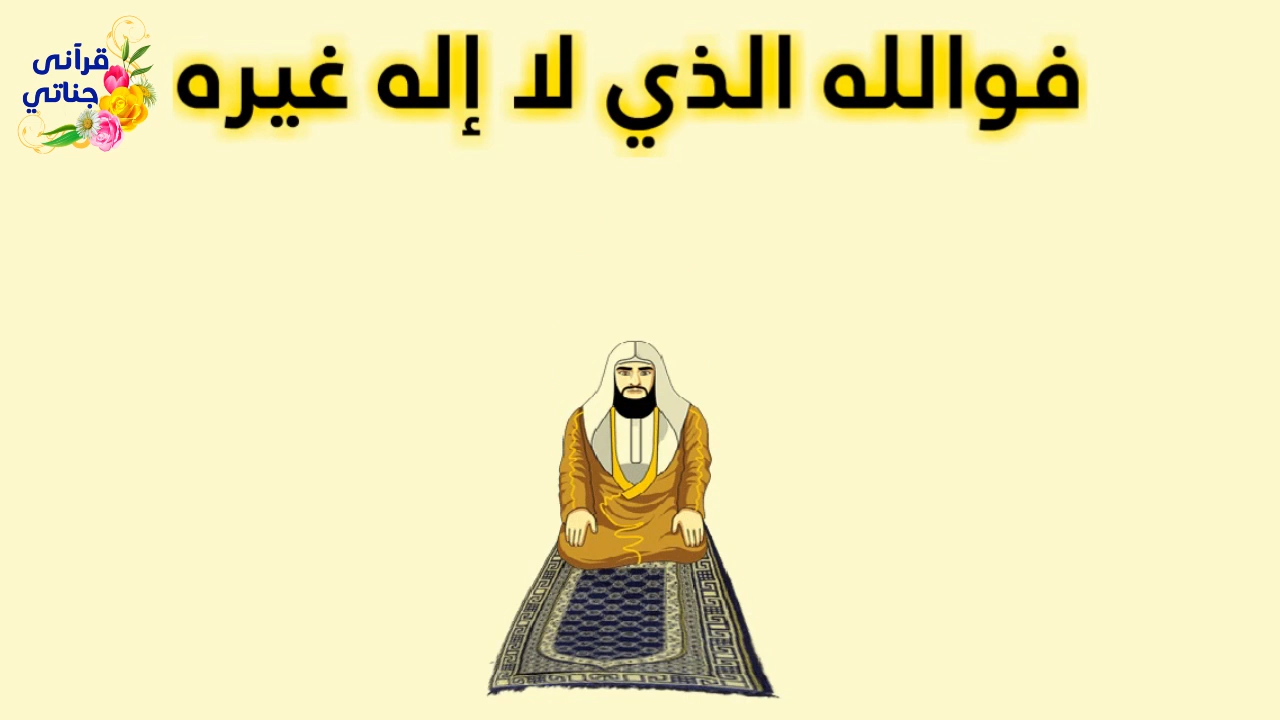 فوالله الذي لا إله غيره
قرآنى
جناتي